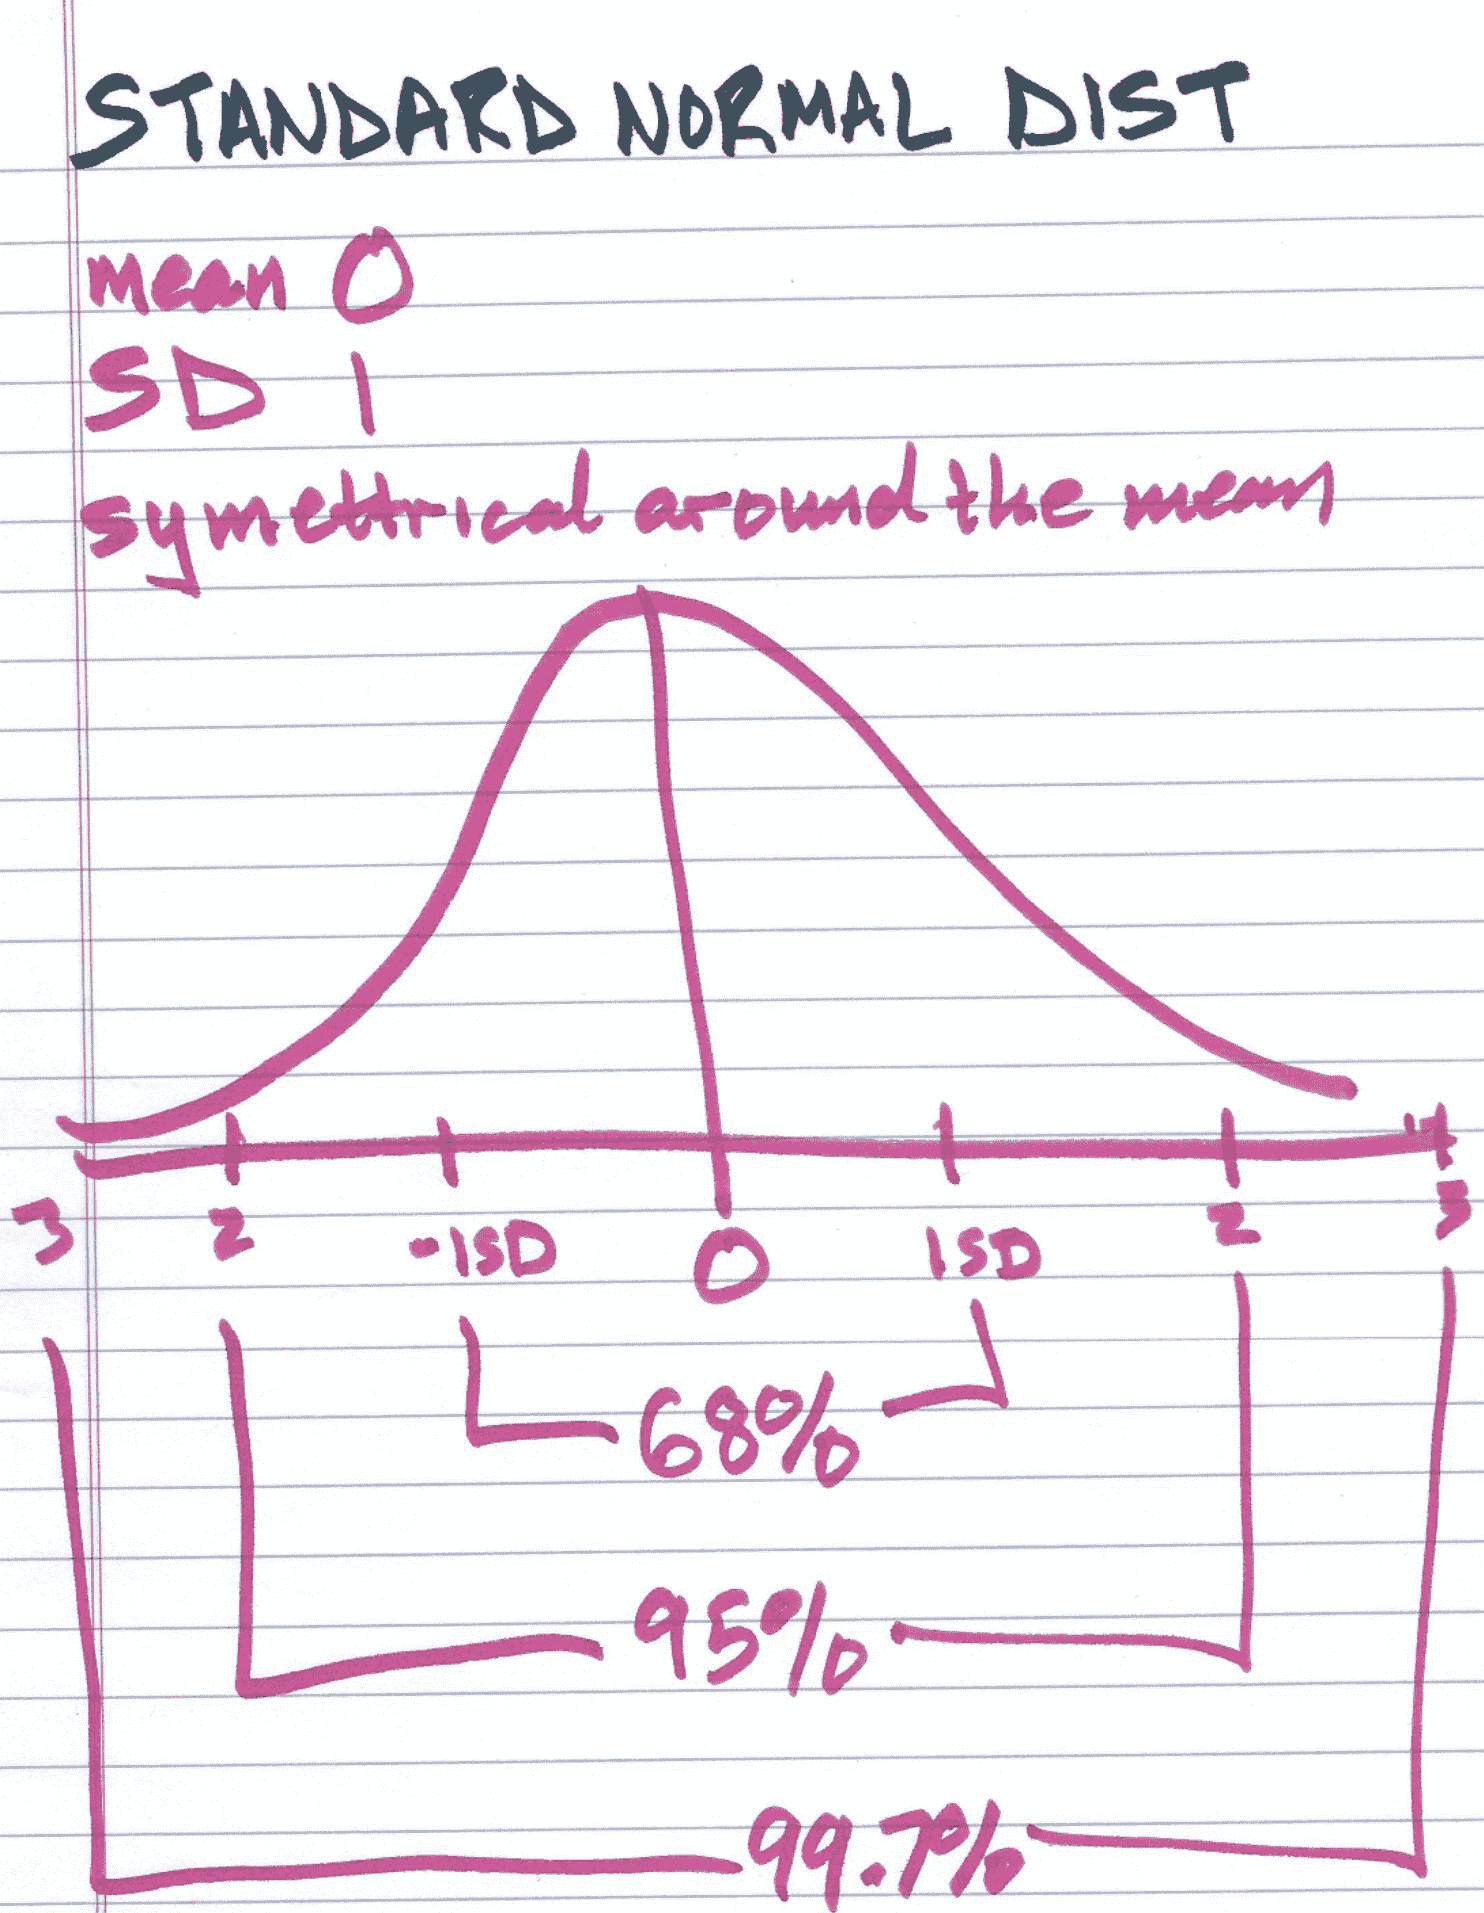 STANDARD NORMAL DIST
mean 0
SD 1
symettrical around the mean
3 2 -1SD 0 1SD 2 3
68%
95%
99.7%